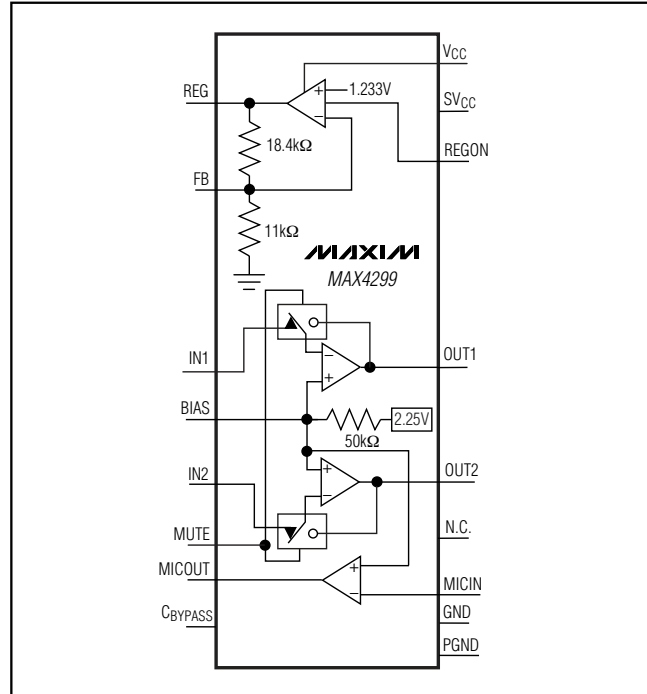 VCC
REG
1.233V
+
−
SVCC
18.4kΩ
REGON
FB
11kΩ
MAXIM
MAX4299
IN1
−
+
OUT1
BIAS
2.25V
50kΩ
IN2
+
−
OUT2
N.C.
MUTE
MICOUT
+
−
MICIN
GND
CBYPASS
PGND